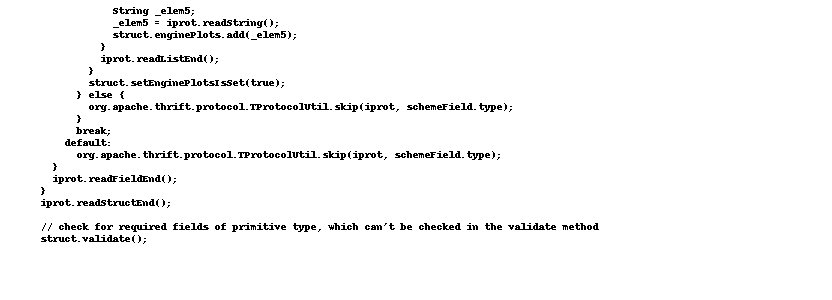 String _elem5;
_elem5 = iprot.readString();
struct.enginePlots.add(_elem5);
}
iprot.readListEnd();
}
struct.setEnginePlotsIsSet(true);
} else {
org.apache.thrift.protocol.TProtocolUtil.skip(iprot, schemeField.type);
}
break;
default:
org.apache.thrift.protocol.TProtocolUtil.skip(iprot, schemeField.type);
}
iprot.readFieldEnd();
}
iprot.readStructEnd();
// check for required fields of primitive type, which can't be checked in the validate method
struct.validate();